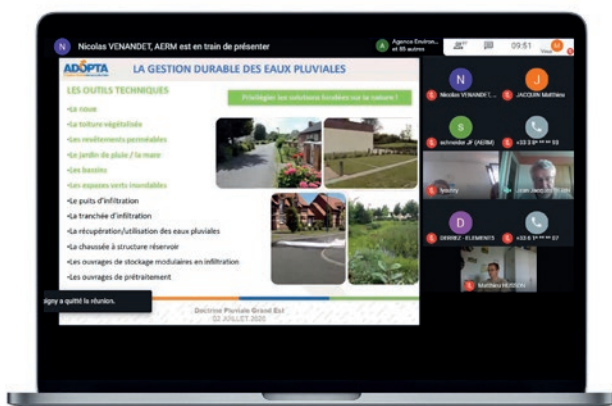 N Nicolas VENANDET, AERM est en train de présenter
A Agence Environ...
et 55 autres
09:51
Vous
M
ADOPTA
LA GESTION DURABLE DES EAUX PLUVIALES
LES OUTILS TECHNIQUES
Privilégier les solutions fondées sur la nature !
•La noue
•La toiture végétalisée
•Les revêtements perméables
•Le jardin de pluie / la mare
•Les bassins
•Les espaces verts inondables
•Le puits d'infiltration
•La tranchée d'infiltration
•La récupération/utilisation des eaux pluviales
•La chaussée à structure réservoir
•Les ouvrages de stockage modulaires en infiltration
•Les ouvrages de prétraitement
signy a quitté la réunion.
Doctrine Pluviale Grand Est
02 JUILLET 2020
N
Nicolas VENANDET, ...
J
JACQUIN Matthieu
S
schneider JF (AERM)
D
DERREZ - ELEMENTS
Matthieu HUSSON